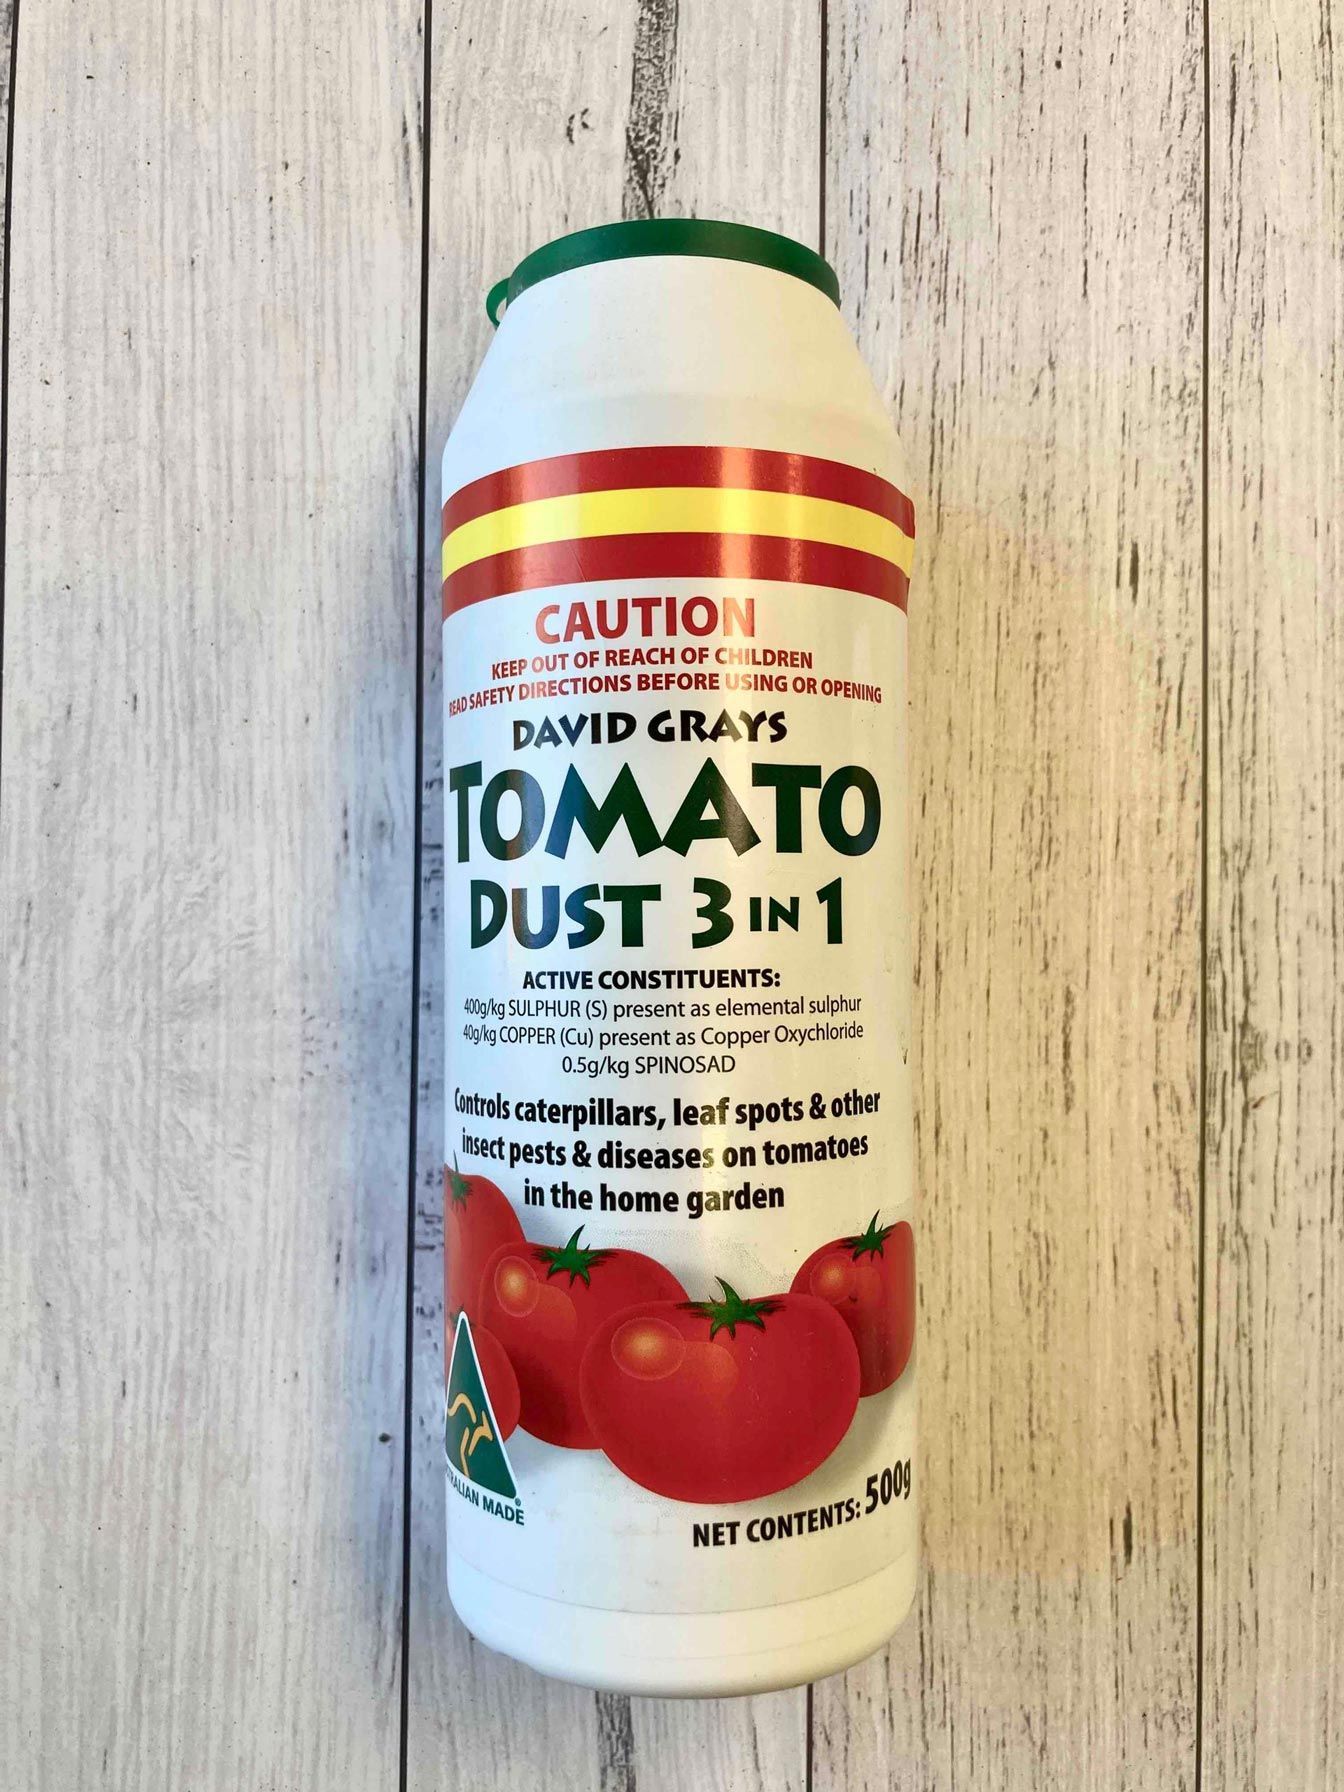 CAUTION
KEEP OUT OF REACH OF CHILDREN
READ SAFETY DIRECTIONS BEFORE USING OR OPENING
DAVID GRAYS
TOMATO
DUST 3 IN 1
ACTIVE CONSTITUENTS:
400g/kg SULPHUR (S) present as elemental sulphur
40g/kg COPPER (Cu) present as Copper Oxychloride
0.5g/kg SPINOSAD
Controls caterpillars, leaf spots & other
insect pests & diseases on tomatoes
in the home garden
AUSTRALIAN MADE
®
NET CONTENTS: 500g